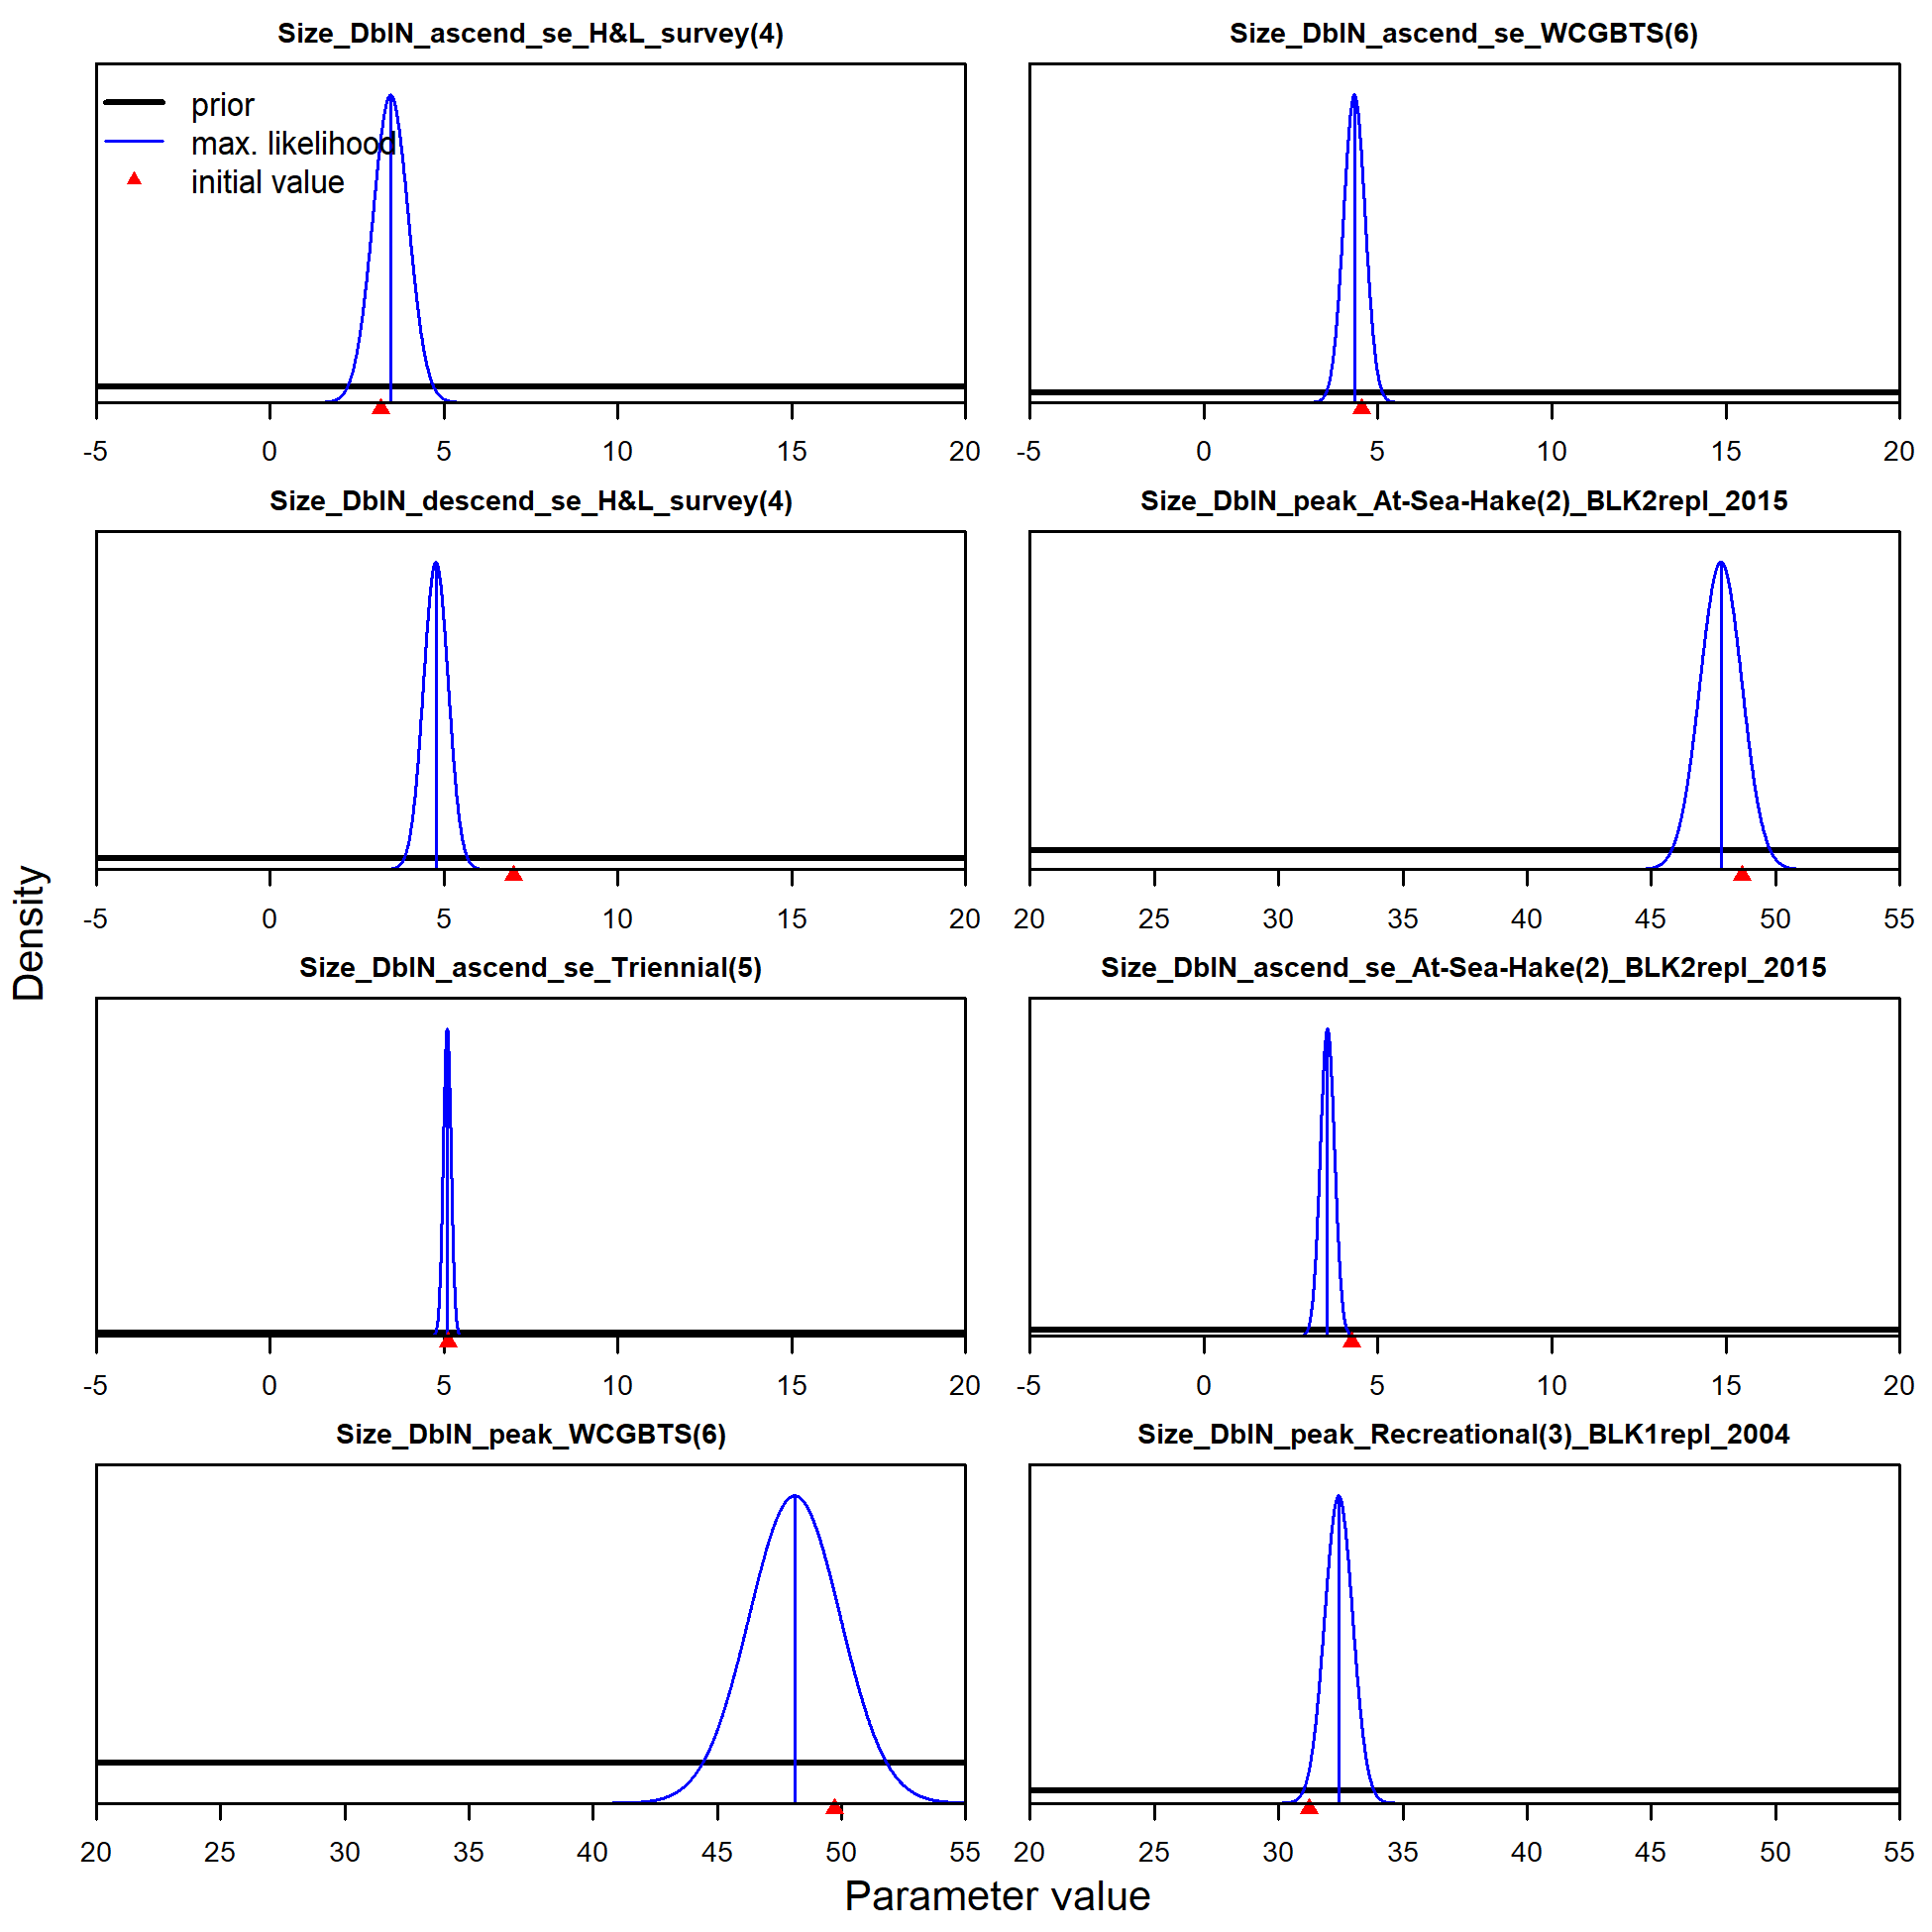 Size_DblN_ascend_se_H&L_survey(4)
prior
max. likelihood
initial value
-5 0 5 10 15 20
Size_DblN_ascend_se_WCGBTS(6)
-5 0 5 10 15 20
Size_DblN_descend_se_H&L_survey(4)
-5 0 5 10 15 20
Size_DblN_peak_At-Sea-Hake(2)_BLK2repl_2015
20 25 30 35 40 45 50 55
Size_DblN_ascend_se_Triennial(5)
-5 0 5 10 15 20
Size_DblN_ascend_se_At-Sea-Hake(2)_BLK2repl_2015
-5 0 5 10 15 20
Size_DblN_peak_WCGBTS(6)
20 25 30 35 40 45 50 55
Size_DblN_peak_Recreational(3)_BLK1repl_2004
20 25 30 35 40 45 50 55
Density
Parameter value